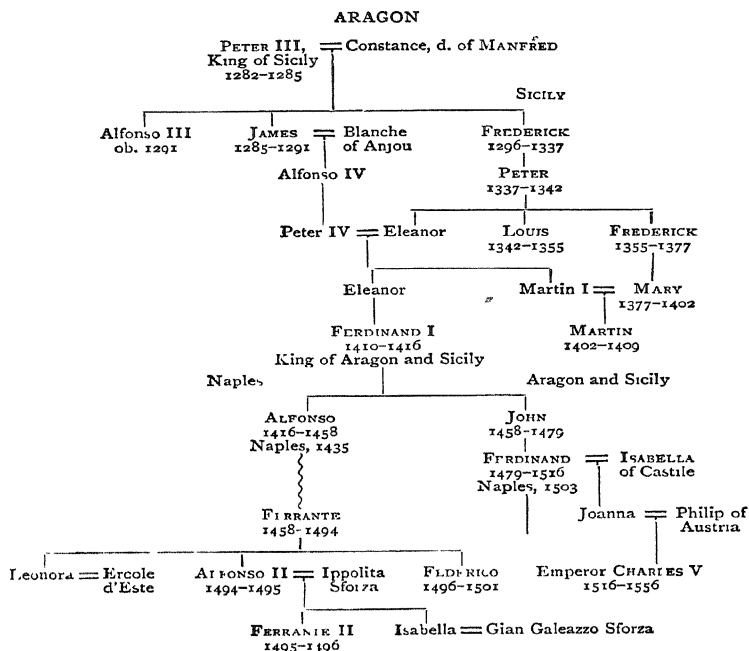 ARAGON
PETER III, = Constance, d. of MANFRED
King of Sicily
1282–1285
SICILY
Alfonso III JAMES = Blanche FREDERICK
ob. 1291 1285–1291 of Anjou 1296–1337
Alfonso IV PETER
1337–1342
Peter IV = Eleanor LOUIS FREDERICK
1342–1355 1355–1377
Eleanor Martin I = MARY
1377–1402
FERDINAND I MARTIN
1410–1416 1402–1409
King of Aragon and Sicily
Naples Aragon and Sicily
ALFONSO JOHN
1416–1458 1458–1479
Naples, 1435
FERDINAND = ISABELLA
1479–1516 of Castile
Naples, 1503
Joanna = Philip of
Austria
FIRRANTE
1458–1494
Leonora = Ercole ALFONSO II = Ippolita FEDERICO Emperor CHARLES V
d'Este 1494–1495 Sforza 1496–1501 1516–1556
FERRANTE II Isabella = Gian Galeazzo Sforza
1495–1496